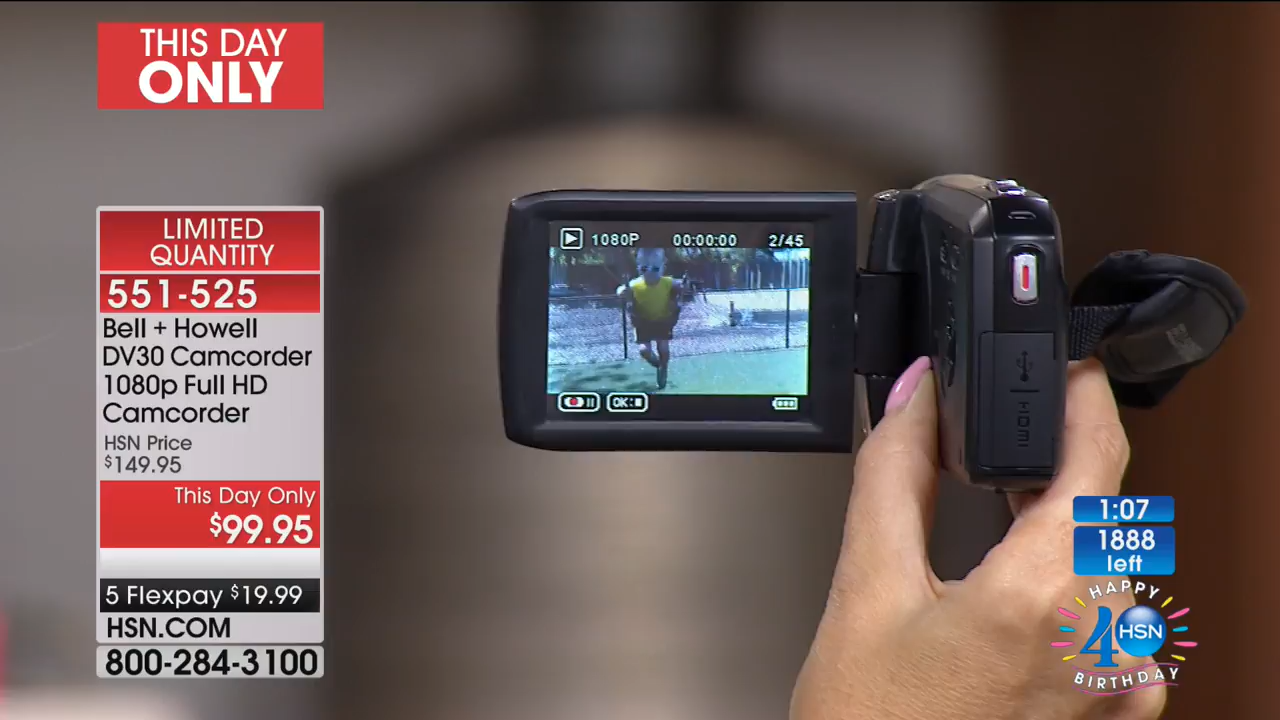 THIS DAY
ONLY
LIMITED
QUANTITY
551-525
Bell + Howell
DV30 Camcorder
1080p Full HD
Camcorder
HSN Price
$149.95
This Day Only
$99.95
5 Flexpay $19.99
HSN.COM
800-284-3100
1080P 00:00:00 2/45
OK:
HDMI
1:07
1888
left
HAPPY
40 HSN
BIRTHDAY